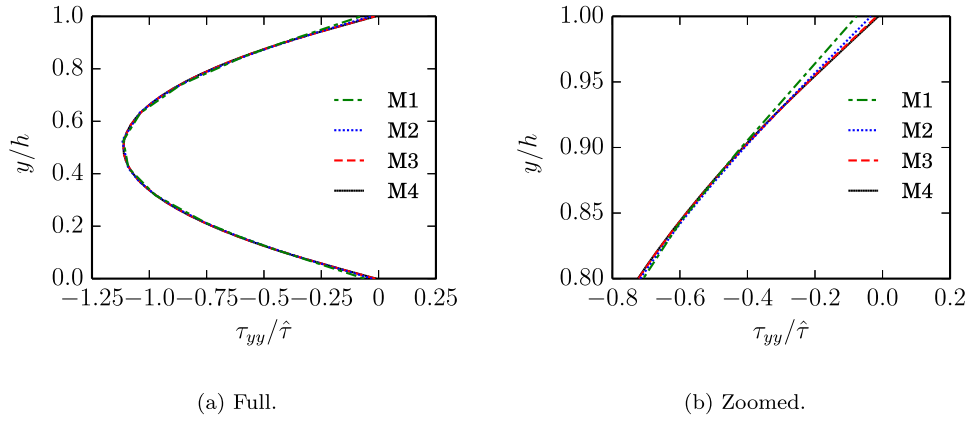 1.0
0.8
0.6
0.4
0.2
0.0
y/h
−1.25−1.0−0.75−0.5−0.25 0 0.25
τyy/τ̂
M1
M2
M3
M4
(a) Full.
1.00
0.95
0.90
0.85
0.80
y/h
−0.8 −0.6 −0.4 −0.2 0.0 0.2
τyy/τ̂
M1
M2
M3
M4
(b) Zoomed.